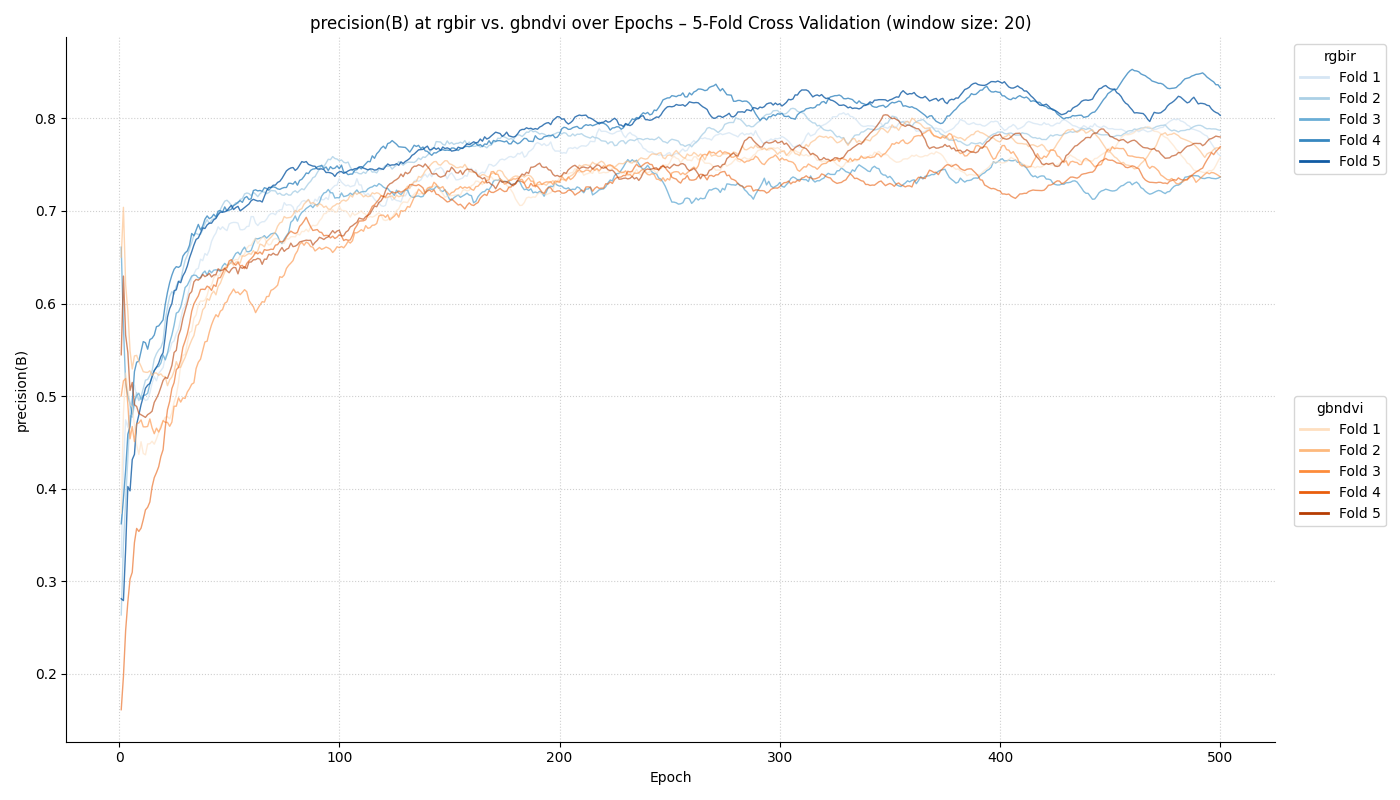 precision(B) at rgbir vs. gbndvi over Epochs – 5-Fold Cross Validation (window size: 20)
rgbir
Fold 1
Fold 2
Fold 3
Fold 4
Fold 5
gbndvi
Fold 1
Fold 2
Fold 3
Fold 4
Fold 5
precision(B)
0.8
0.7
0.6
0.5
0.4
0.3
0.2
0
100
200
300
400
500
Epoch